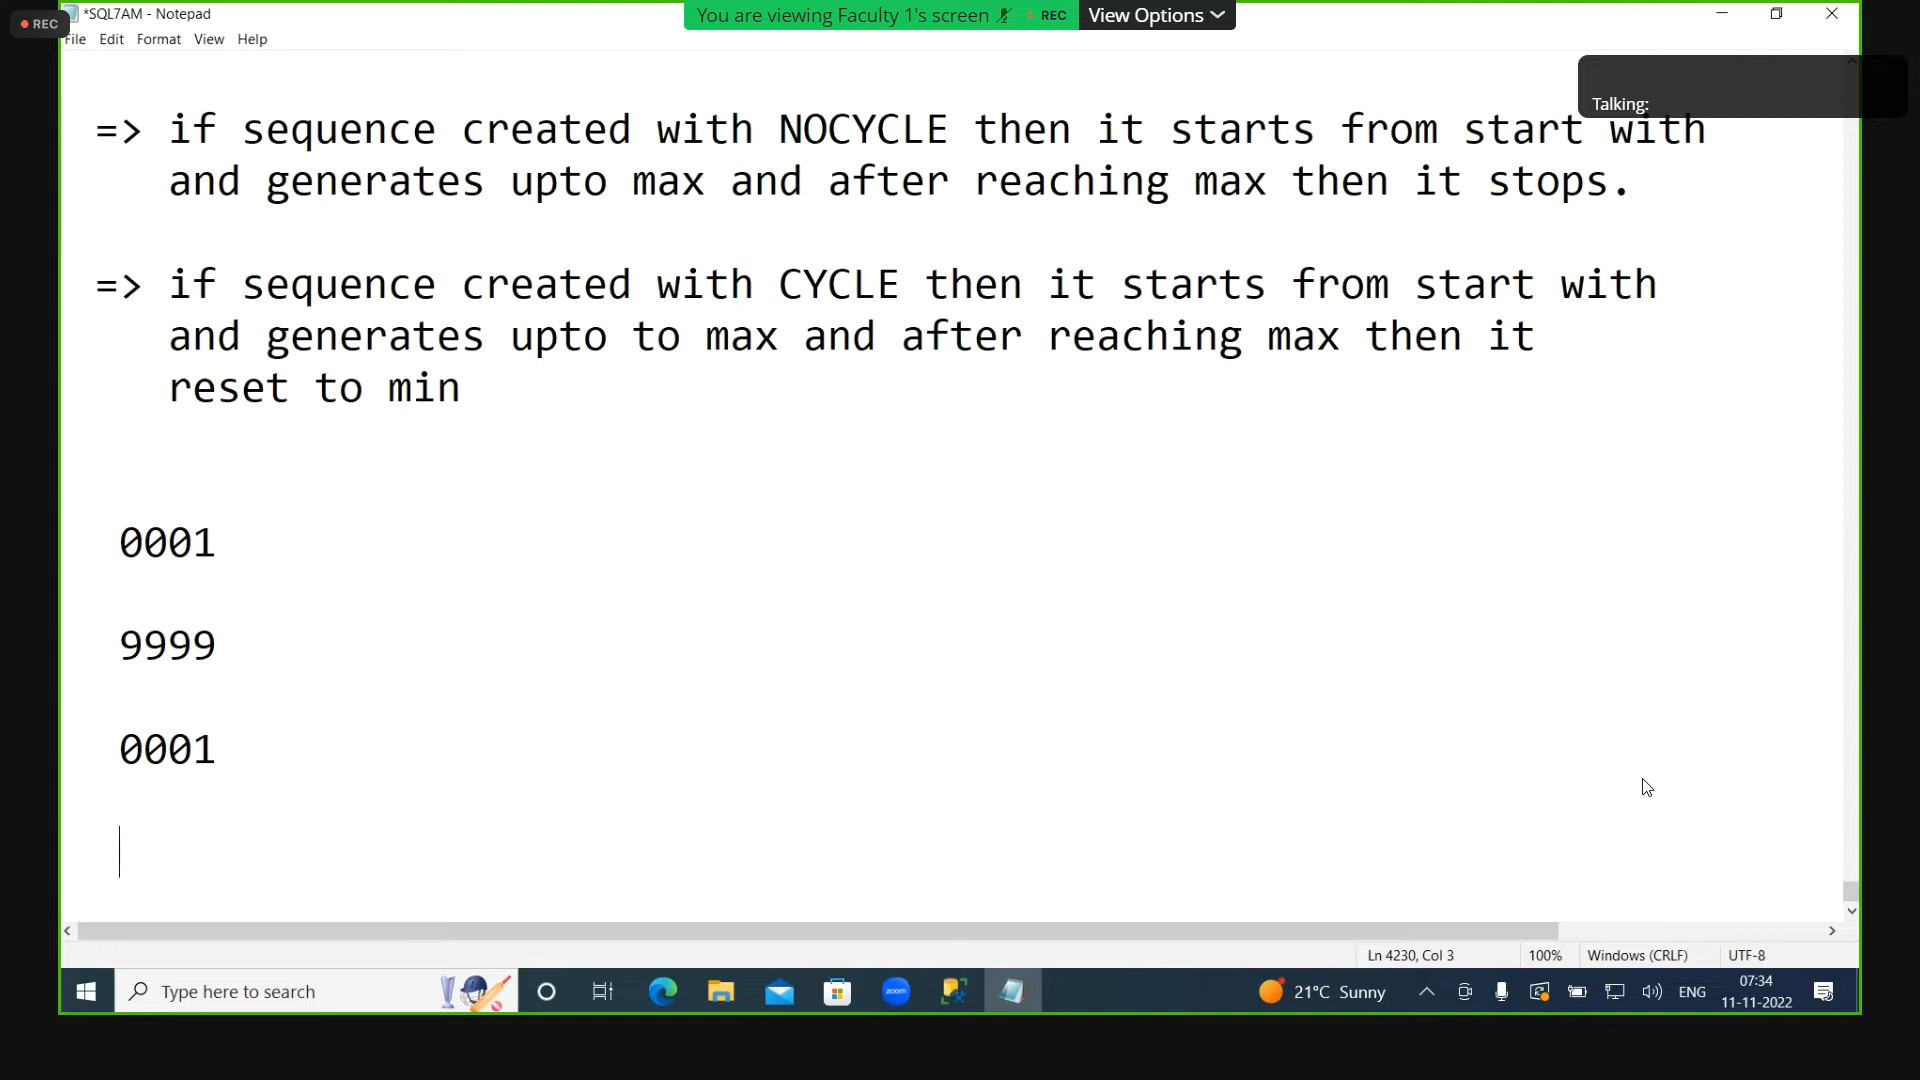 REC
*SQL7AM - Notepad
You are viewing Faculty 1's screen REC View Options
File Edit Format View Help
Talking:
=> if sequence created with NOCYCLE then it starts from start with
and generates upto max and after reaching max then it stops.
=> if sequence created with CYCLE then it starts from start with
and generates upto to max and after reaching max then it
reset to min
0001
9999
0001
Ln 4230, Col 3 100% Windows (CRLF) UTF-8
Type here to search
zoom
21°C Sunny
ENG
07:34
11-11-2022